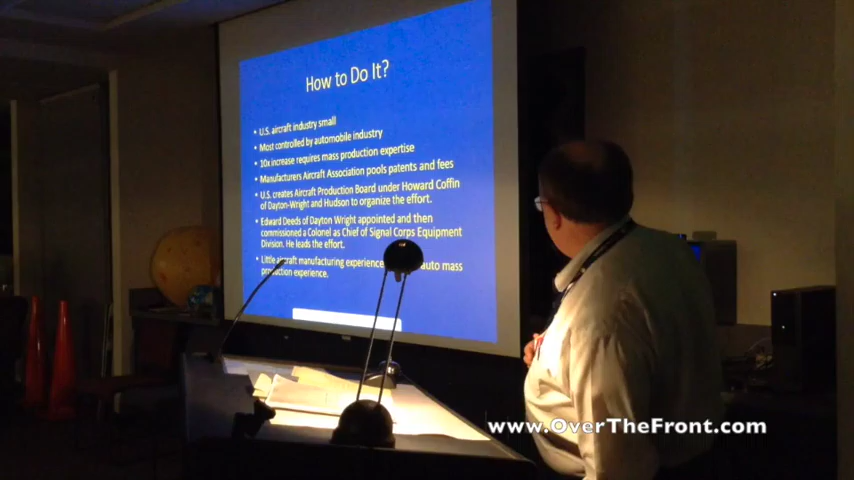 How to Do It?
• U.S. aircraft industry small
• Most controlled by automobile industry
• 10x increase requires mass production expertise
• Manufacturers Aircraft Association pools patents and fees
• U.S. creates Aircraft Production Board under Howard Coffin
of Dayton-Wright and Hudson to organize the effort.
• Edward Deeds of Dayton Wright appointed and then
commissioned a Colonel as Chief of Signal Corps Equipment
Division. He leads the effort.
• Little aircraft manufacturing experience auto mass
production experience.
www.OverTheFront.com